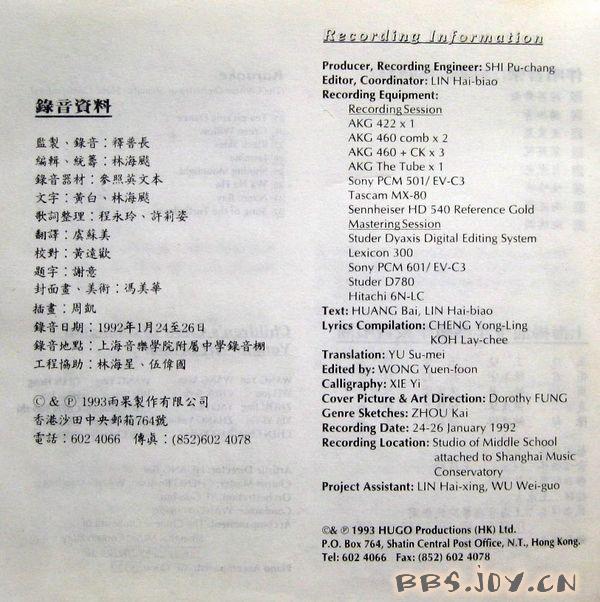 錄音資料
監製、錄音：釋普長
編輯、統籌：林海飈
錄音器材：參照英文本
文字：黃白、林海飈
歌詞整理：程永玲、許莉姿
翻譯：虞蘇美
校對：黃遠歡
題字：謝意
封面畫、美術：馮美華
插畫：周凱
錄音日期：1992年1月24至26日
錄音地點：上海音樂學院附屬中學錄音棚
工程協助：林海星、伍偉國
© & ℗ 1993雨果製作有限公司
香港沙田中央郵箱764號
電話：602 4066 傳眞：(852)602 4078
Recording Information
Producer, Recording Engineer: SHI Pu-chang
Editor, Coordinator: LIN Hai-biao
Recording Equipment:
Recording Session
AKG 422 x 1
AKG 460 comb x 2
AKG 460 + CK x 3
AKG The Tube x 1
Sony PCM 501/ EV-C3
Tascam MX-80
Sennheiser HD 540 Reference Gold
Mastering Session
Studer Dyaxis Digital Editing System
Lexicon 300
Sony PCM 601/ EV-C3
Studer D780
Hitachi 6N-LC
Text: HUANG Bai, LIN Hai-biao
Lyrics Compilation: CHENG Yong-Ling
KOH Lay-chee
Translation: YU Su-mei
Edited by: WONG Yuen-foon
Calligraphy: XIE Yi
Cover Picture & Art Direction: Dorothy FUNG
Genre Sketches: ZHOU Kai
Recording Date: 24-26 January 1992
Recording Location: Studio of Middle School
attached to Shanghai Music
Conservatory
Project Assistant: LIN Hai-xing, WU Wei-guo
©& ℗ 1993 HUGO Productions (HK) Ltd.
P.O. Box 764, Shatin Central Post Office, N.T., Hong Kong.
Tel: 602 4066 Fax: (852) 602 4078
BBS.JOY.CN